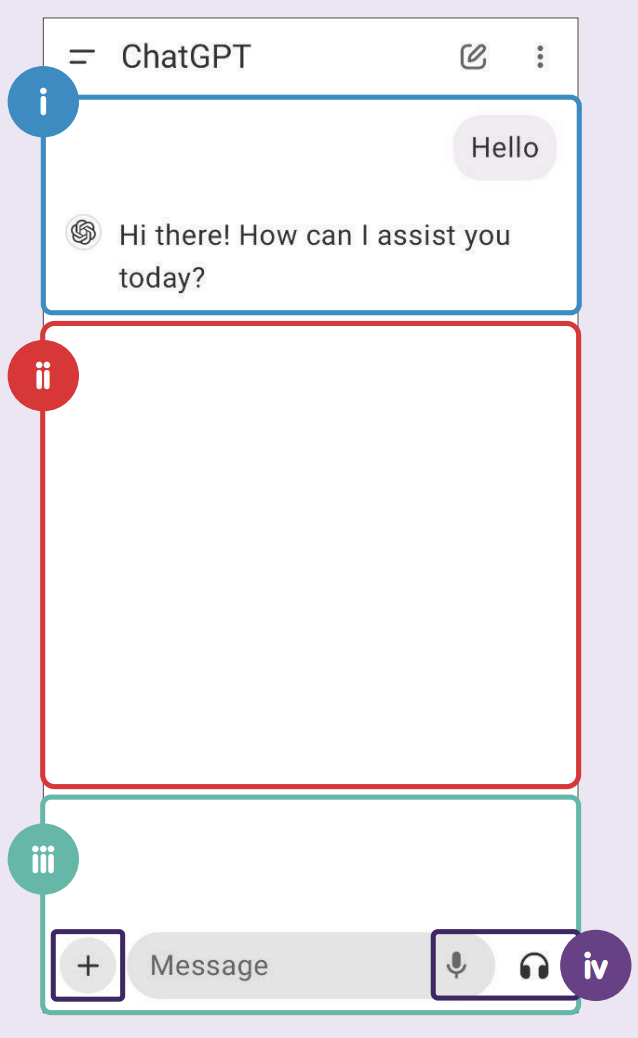 ChatGPT
i
Hello
Hi there! How can I assist you
today?
ii
iii
Message
iv